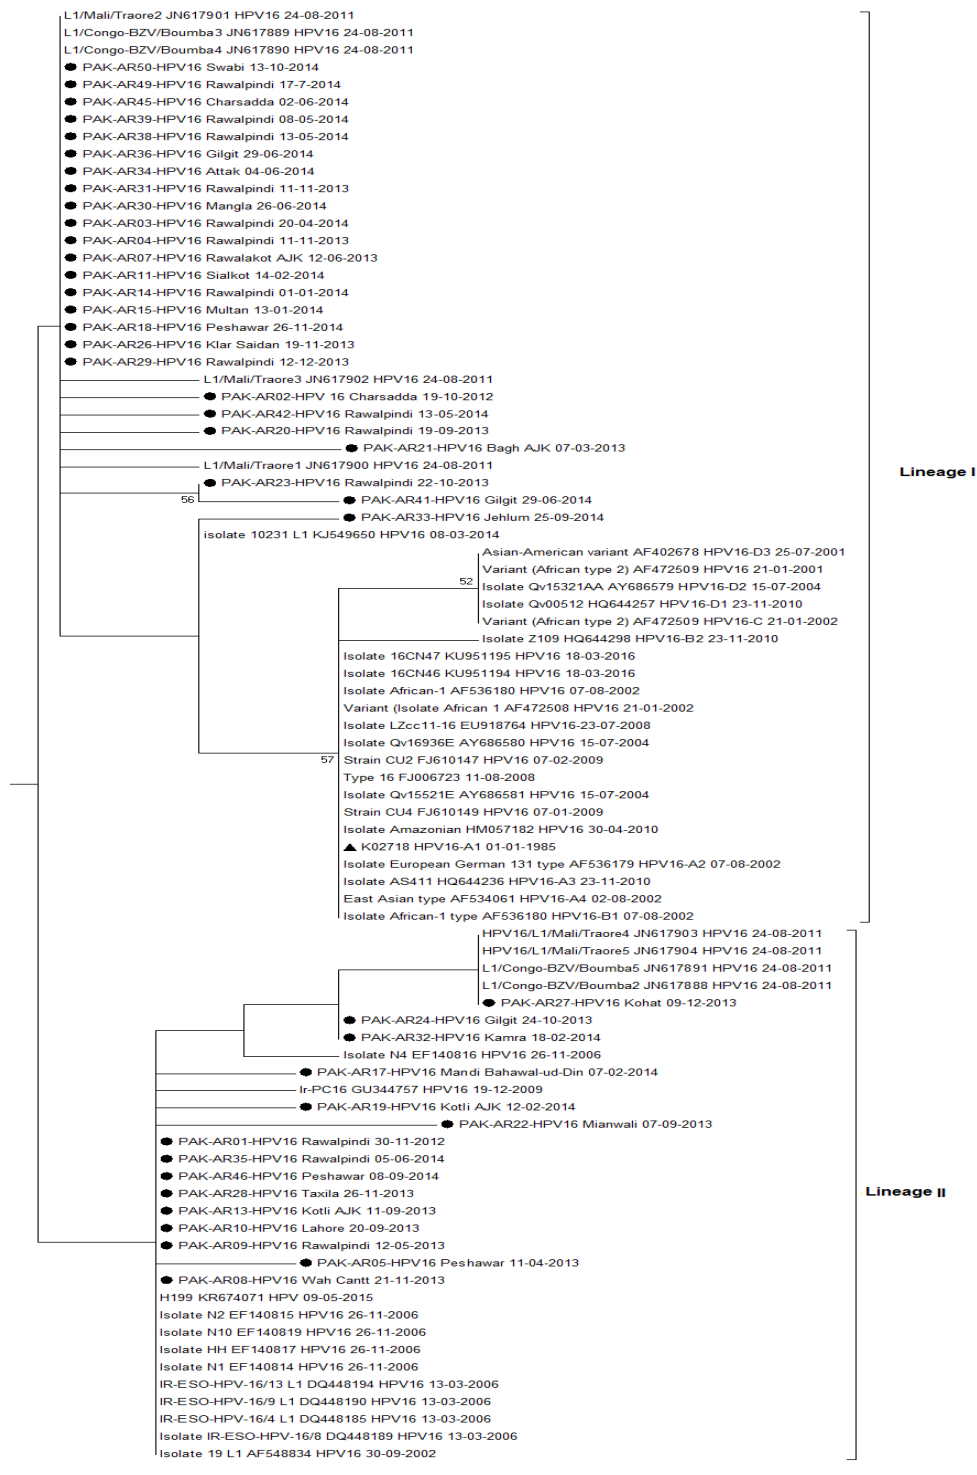 L1/Mali/Traore2 JN617901 HPV16 24-08-2011
L1/Congo-BZV/Boumba3 JN617889 HPV16 24-08-2011
L1/Congo-BZV/Boumba4 JN617890 HPV16 24-08-2011
PAK-AR50-HPV16 Swabi 13-10-2014
PAK-AR49-HPV16 Rawalpindi 17-7-2014
PAK-AR45-HPV16 Charsadda 02-06-2014
PAK-AR39-HPV16 Rawalpindi 08-05-2014
PAK-AR38-HPV16 Rawalpindi 13-05-2014
PAK-AR36-HPV16 Gilgit 29-06-2014
PAK-AR34-HPV16 Attak 04-06-2014
PAK-AR31-HPV16 Rawalpindi 11-11-2013
PAK-AR30-HPV16 Mangla 26-06-2014
PAK-AR03-HPV16 Rawalpindi 20-04-2014
PAK-AR04-HPV16 Rawalpindi 11-11-2013
PAK-AR07-HPV16 Rawalakot AJK 12-06-2013
PAK-AR11-HPV16 Sialkot 14-02-2014
PAK-AR14-HPV16 Rawalpindi 01-01-2014
PAK-AR15-HPV16 Multan 13-01-2014
PAK-AR18-HPV16 Peshawar 26-11-2014
PAK-AR26-HPV16 Klar Saidan 19-11-2013
PAK-AR29-HPV16 Rawalpindi 12-12-2013
L1/Mali/Traore3 JN617902 HPV16 24-08-2011
PAK-AR02-HPV 16 Charsadda 19-10-2012
PAK-AR42-HPV16 Rawalpindi 13-05-2014
PAK-AR20-HPV16 Rawalpindi 19-09-2013
PAK-AR21-HPV16 Bagh AJK 07-03-2013
L1/Mali/Traore1 JN617900 HPV16 24-08-2011
Lineage I
PAK-AR23-HPV16 Rawalpindi 22-10-2013
56
PAK-AR41-HPV16 Gilgit 29-06-2014
PAK-AR33-HPV16 Jehlum 25-09-2014
isolate 10231 L1 KJ549650 HPV16 08-03-2014
Asian-American variant AF402678 HPV16-D3 25-07-2001
Variant (African type 2) AF472509 HPV16 21-01-2001
52
Isolate Qv15321AA AY686579 HPV16-D2 15-07-2004
Isolate Qv00512 HQ644257 HPV16-D1 23-11-2010
Variant (African type 2) AF472509 HPV16-C 21-01-2002
Isolate Z109 HQ644298 HPV16-B2 23-11-2010
Isolate 16CN47 KU951195 HPV16 18-03-2016
Isolate 16CN46 KU951194 HPV16 18-03-2016
Isolate African-1 AF536180 HPV16 07-08-2002
Variant (Isolate African 1 AF472508 HPV16 21-01-2002
Isolate LZcc11-16 EU918764 HPV16-23-07-2008
Isolate Qv16936E AY686580 HPV16 15-07-2004
57
Strain CU2 FJ610147 HPV16 07-02-2009
Type 16 FJ006723 11-08-2008
Isolate Qv15521E AY686581 HPV16 15-07-2004
Strain CU4 FJ610149 HPV16 07-01-2009
Isolate Amazonian HM057182 HPV16 30-04-2010
K02718 HPV16-A1 01-01-1985
Isolate European German 131 type AF536179 HPV16-A2 07-08-2002
Isolate AS411 HQ644236 HPV16-A3 23-11-2010
East Asian type AF534061 HPV16-A4 02-08-2002
Isolate African-1 type AF536180 HPV16-B1 07-08-2002
HPV16/L1/Mali/Traore4 JN617903 HPV16 24-08-2011
HPV16/L1/Mali/Traore5 JN617904 HPV16 24-08-2011
L1/Congo-BZV/Boumba5 JN617891 HPV16 24-08-2011
L1/Congo-BZV/Boumba2 JN617888 HPV16 24-08-2011
PAK-AR27-HPV16 Kohat 09-12-2013
PAK-AR24-HPV16 Gilgit 24-10-2013
PAK-AR32-HPV16 Kamra 18-02-2014
Isolate N4 EF140816 HPV16 26-11-2006
PAK-AR17-HPV16 Mandi Bahawal-ud-Din 07-02-2014
Ir-PC16 GU344757 HPV16 19-12-2009
PAK-AR19-HPV16 Kotli AJK 12-02-2014
PAK-AR22-HPV16 Mianwali 07-09-2013
PAK-AR01-HPV16 Rawalpindi 30-11-2012
PAK-AR35-HPV16 Rawalpindi 05-06-2014
PAK-AR46-HPV16 Peshawar 08-09-2014
PAK-AR28-HPV16 Taxila 26-11-2013
Lineage II
PAK-AR13-HPV16 Kotli AJK 11-09-2013
PAK-AR10-HPV16 Lahore 20-09-2013
PAK-AR09-HPV16 Rawalpindi 12-05-2013
PAK-AR05-HPV16 Peshawar 11-04-2013
PAK-AR08-HPV16 Wah Cantt 21-11-2013
H199 KR674071 HPV 09-05-2015
Isolate N2 EF140815 HPV16 26-11-2006
Isolate N10 EF140819 HPV16 26-11-2006
Isolate HH EF140817 HPV16 26-11-2006
Isolate N1 EF140814 HPV16 26-11-2006
IR-ESO-HPV-16/13 L1 DQ448194 HPV16 13-03-2006
IR-ESO-HPV-16/9 L1 DQ448190 HPV16 13-03-2006
IR-ESO-HPV-16/4 L1 DQ448185 HPV16 13-03-2006
Isolate IR-ESO-HPV-16/8 DQ448189 HPV16 13-03-2006
Isolate 19 L1 AF548834 HPV16 30-09-2002